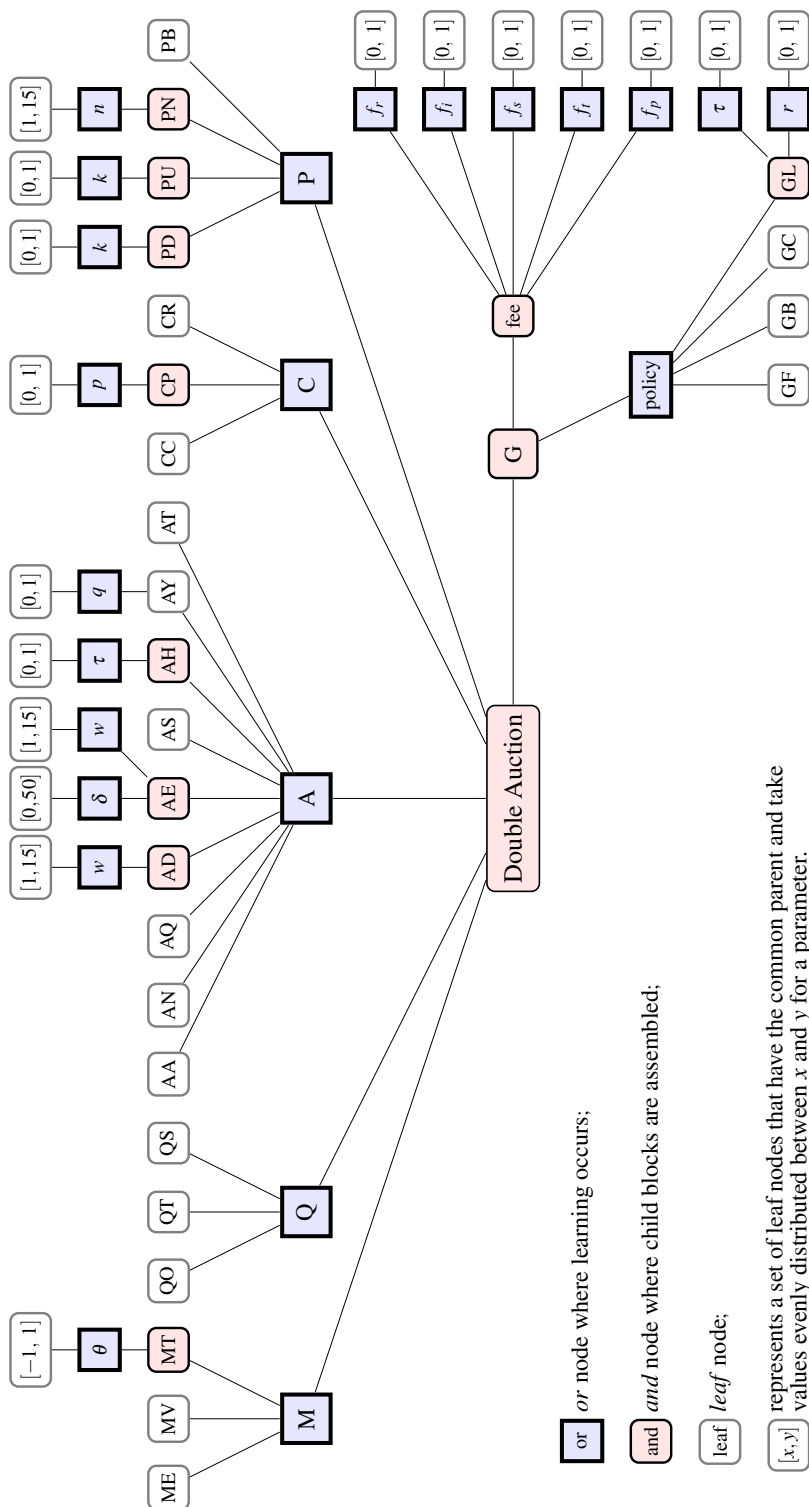 [−1, 1]
[1,15]
[0,50]
[1,15]
[0,1]
[0,1]
[0, 1]
[0,1]
[0,1]
[1,15]
θ
w
δ
w
τ
q
p
k
k
n
ME
MV
MT
QO
QT
QS
AA
AN
AQ
AD
AE
AS
AH
AY
AT
CC
CP
CR
PD
PU
PN
PB
M
Q
A
C
P
Double Auction
G
fee
policy
f_r
[0, 1]
f_i
[0, 1]
f_s
[0, 1]
f_t
[0, 1]
f_p
[0, 1]
GF
GB
GC
GL
τ
[0, 1]
r
[0, 1]
or or node where learning occurs;
and and node where child blocks are assembled;
leaf leaf node;
[x,y] represents a set of leaf nodes that have the common parent and take
values evenly distributed between x and y for a parameter.